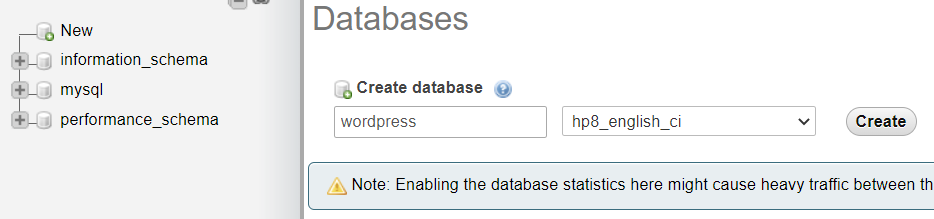 Databases
New
information_schema
mysql
performance_schema
Create database
wordpress
hp8_english_ci
Create
Note: Enabling the database statistics here might cause heavy traffic between th